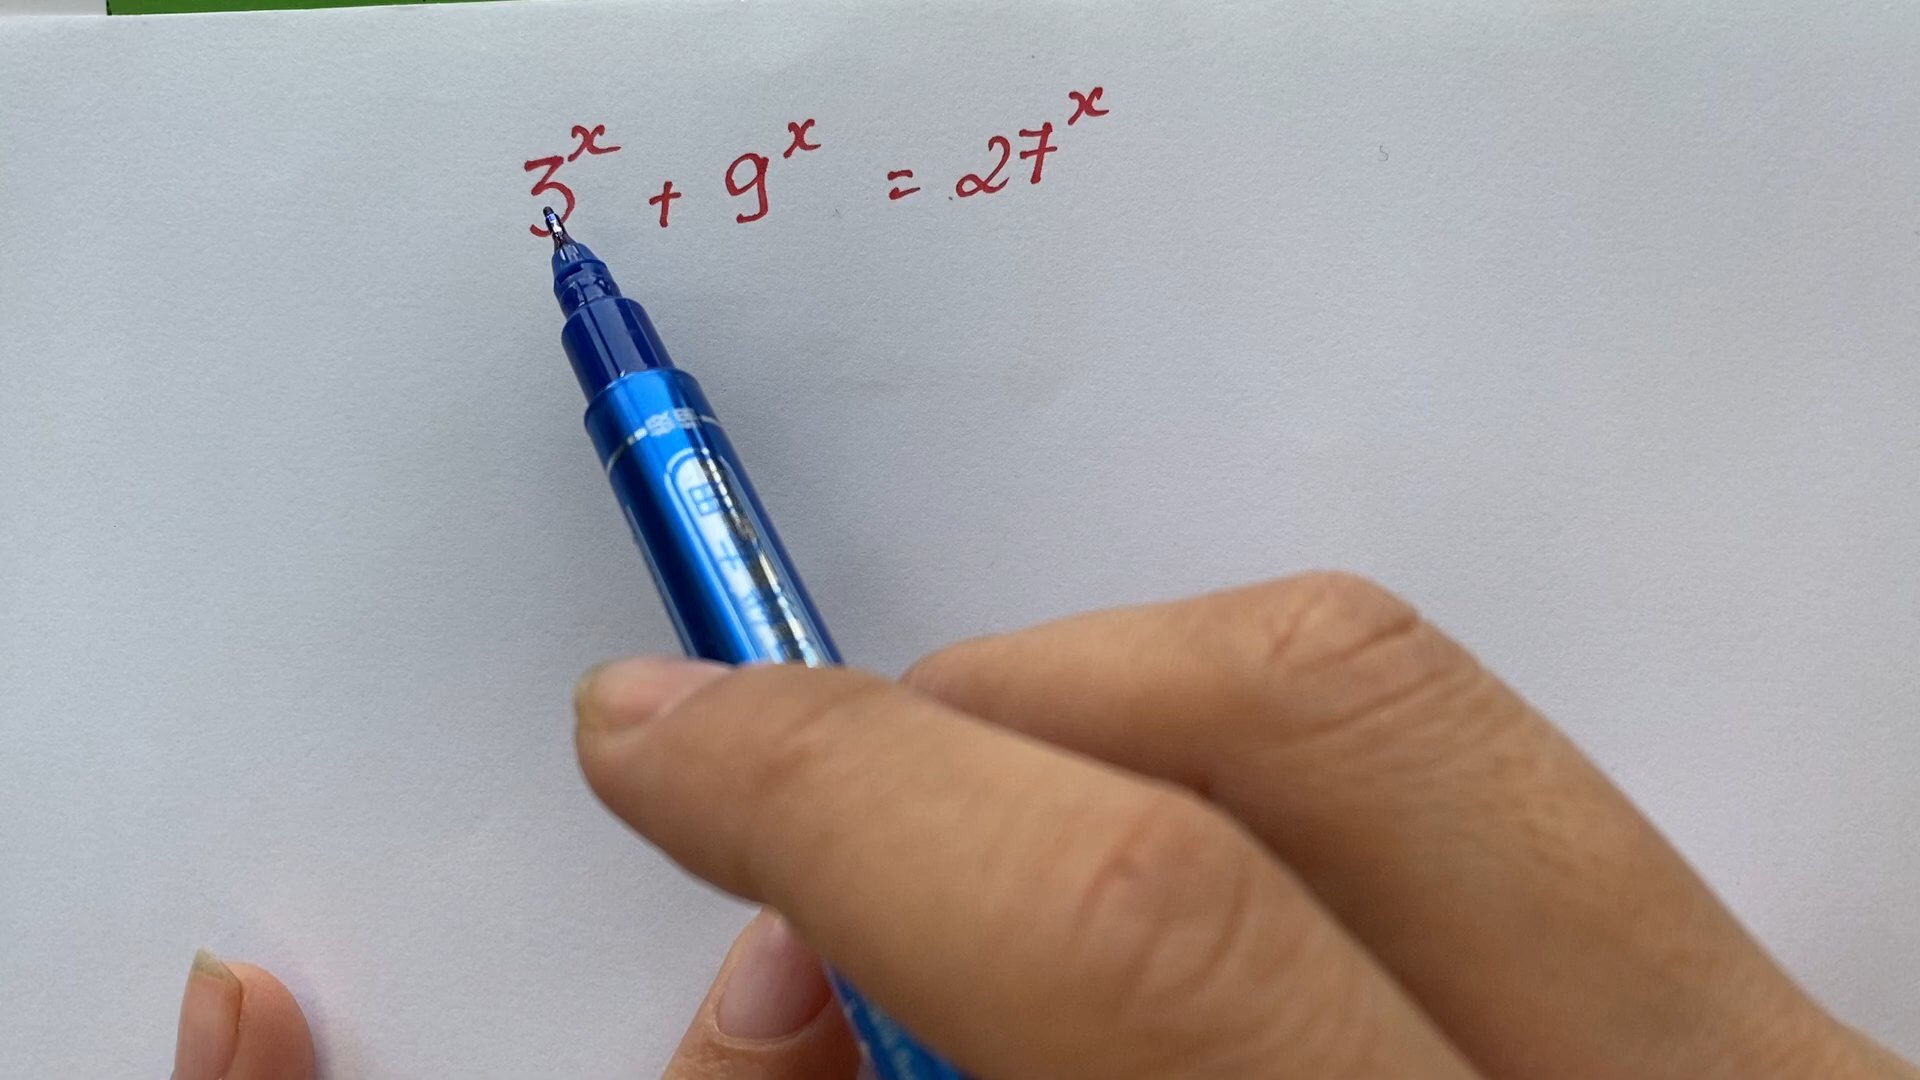 3^x + 9^x = 27^x